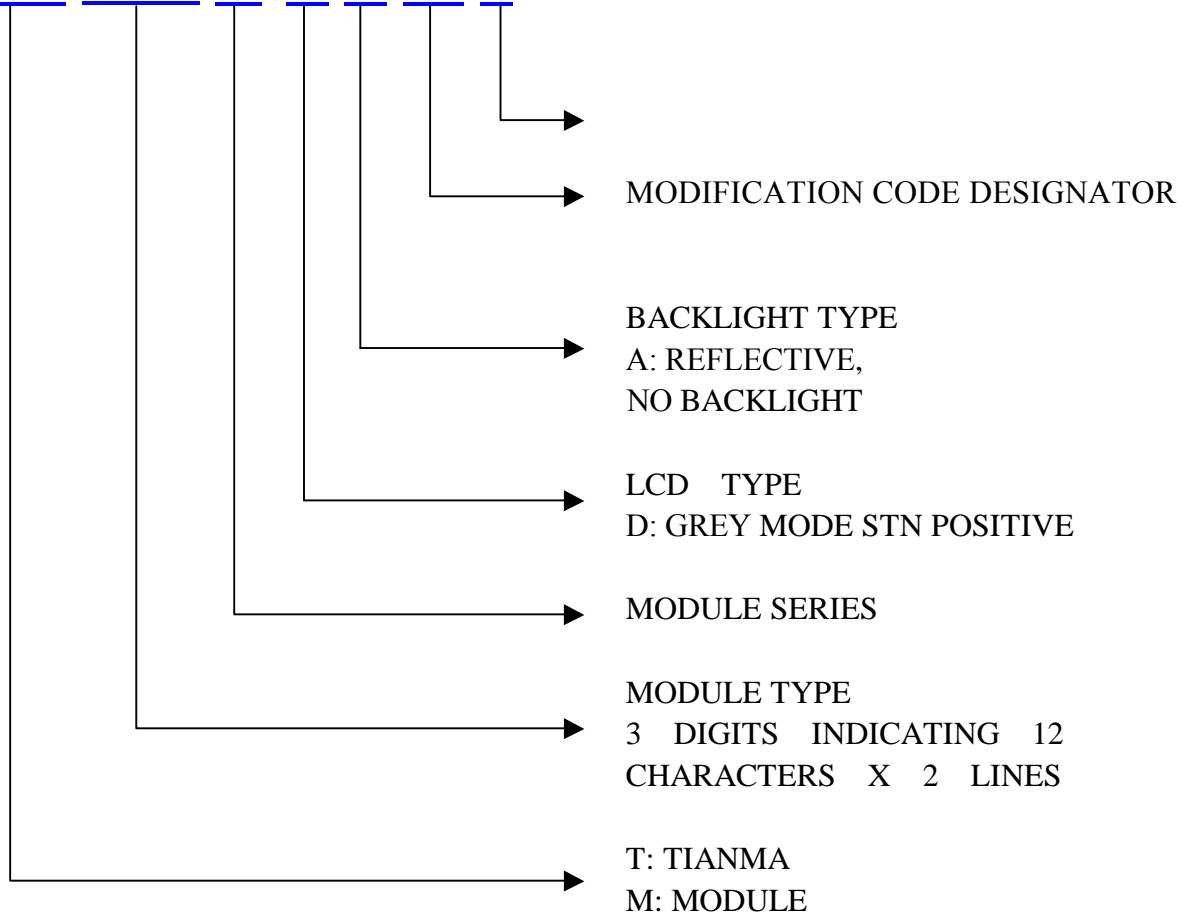 MODIFICATION CODE DESIGNATOR
BACKLIGHT TYPE
A: REFLECTIVE,
NO BACKLIGHT
LCD TYPE
D: GREY MODE STN POSITIVE
MODULE SERIES
MODULE TYPE
3 DIGITS INDICATING 12
CHARACTERS X 2 LINES
T: TIANMA
M: MODULE